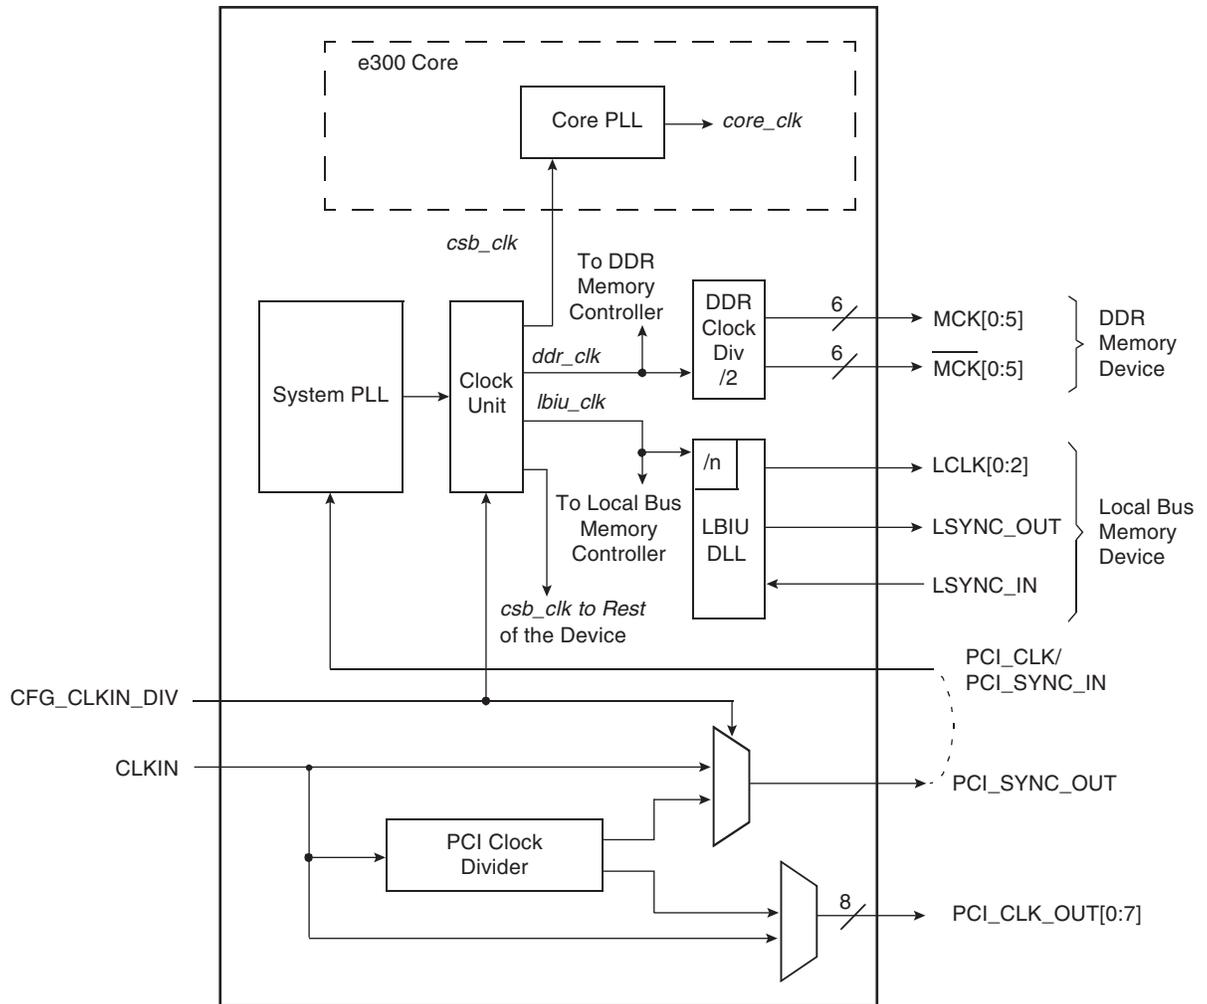 e300 Core
Core PLL
core_clk
csb_clk
To DDR
Memory
Controller
DDR
Clock
Div
/2
6
MCK[0:5]
6
MCK[0:5]
DDR
Memory
Device
System PLL
Clock
Unit
ddr_clk
lbiu_clk
/n
LBIU
DLL
LCLK[0:2]
LSYNC_OUT
LSYNC_IN
Local Bus
Memory
Device
To Local Bus
Memory
Controller
csb_clk to Rest
of the Device
PCI_CLK/
PCI_SYNC_IN
CFG_CLKIN_DIV
CLKIN
PCI_SYNC_OUT
PCI Clock
Divider
8
PCI_CLK_OUT[0:7]